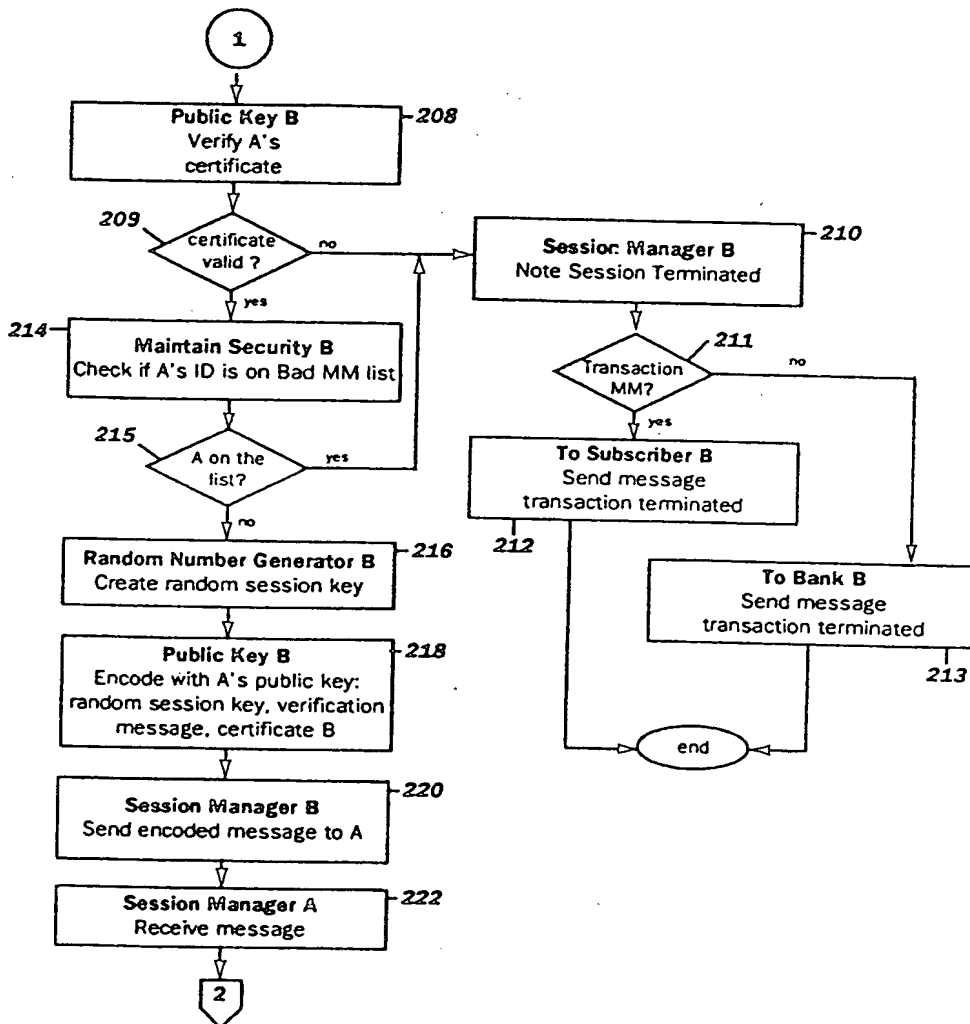 1
Public Key B
Verify A's
certificate
208
209
certificate
valid ?
no
yes
Session Manager B
Note Session Terminated
210
214
Maintain Security B
Check if A's ID is on Bad MM list
211
Transaction
MM?
no
yes
215
A on the
list?
yes
no
To Subscriber B
Send message
transaction terminated
212
Random Number Generator B
Create random session key
216
To Bank B
Send message
transaction terminated
213
Public Key B
Encode with A's public key:
random session key, verification
message, certificate B
218
end
Session Manager B
Send encoded message to A
220
Session Manager A
Receive message
222
2